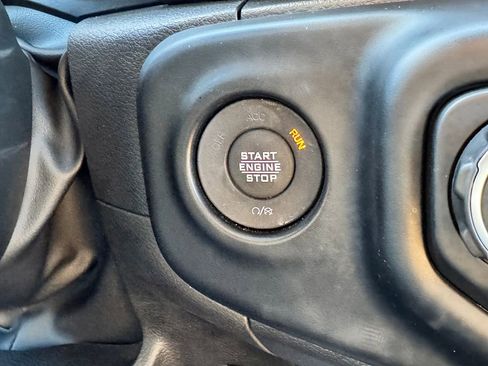 OFF
ACC
RUN
START
ENGINE
STOP